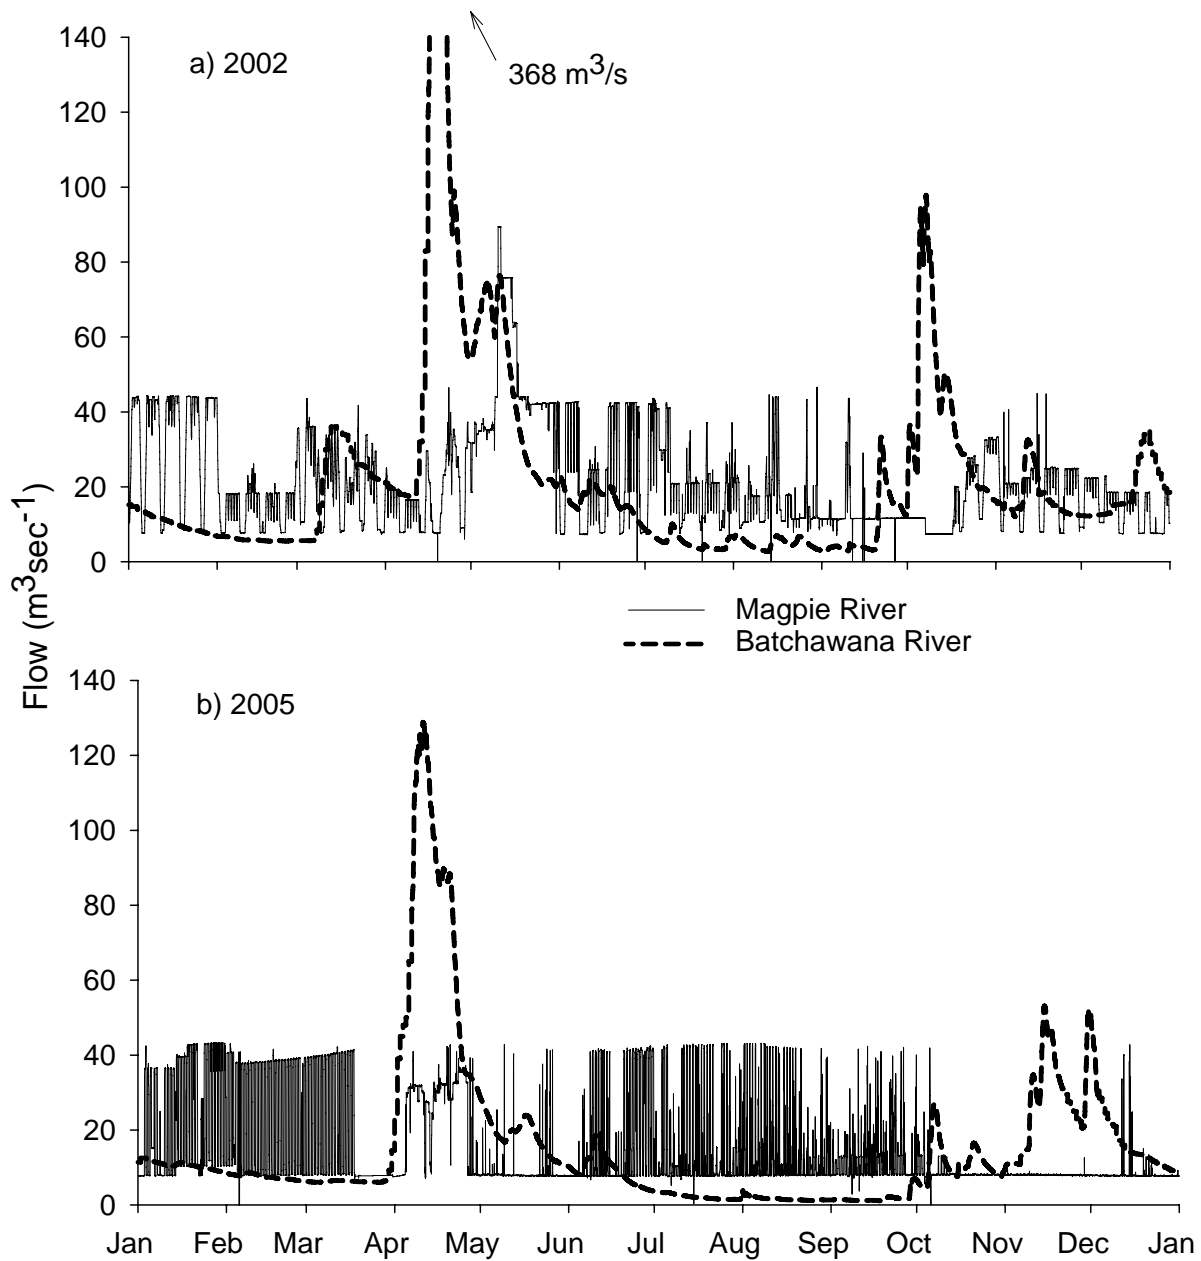 140
a) 2002
368 m³/s
120
100
80
60
40
20
0
Flow (m³sec⁻¹)
Magpie River
Batchawana River
140
b) 2005
120
100
80
60
40
20
0
Jan Feb Mar Apr May Jun Jul Aug Sep Oct Nov Dec Jan